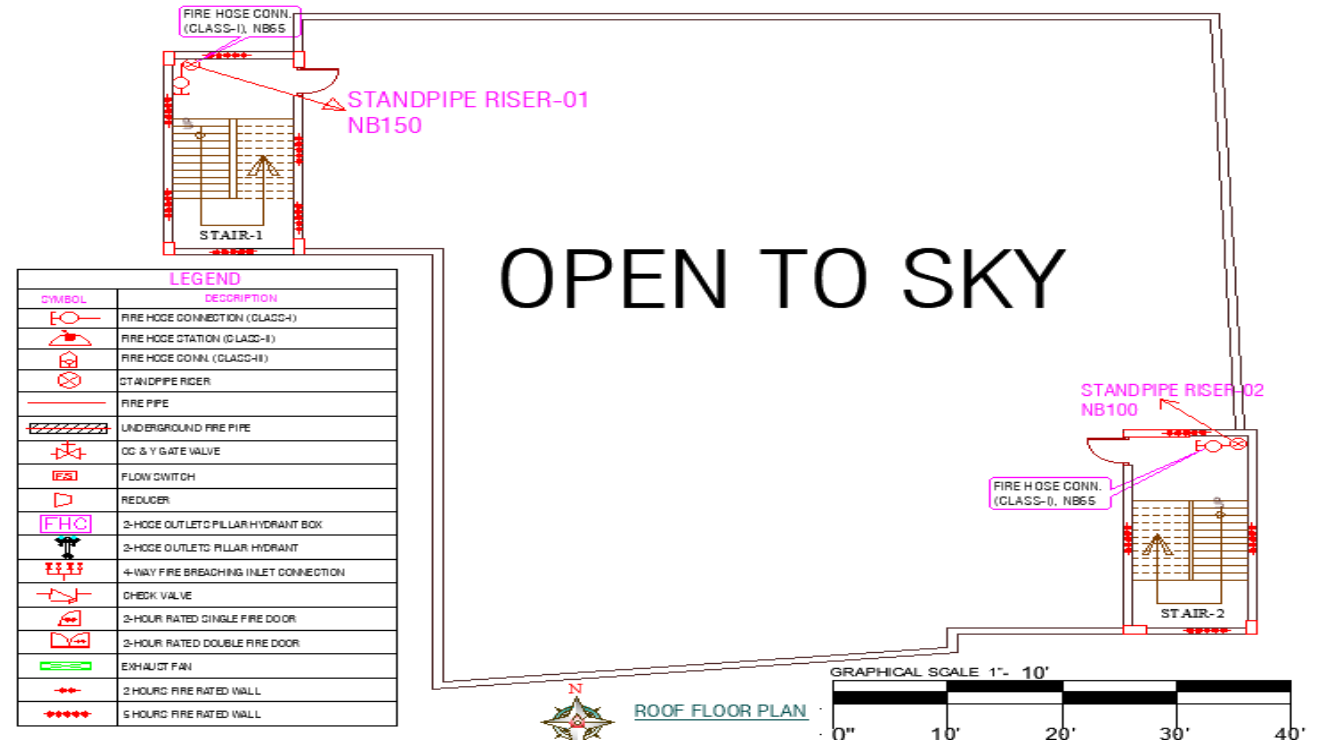 FIRE HOSE CONN.
(CLASS-I), NB65
STANDPIPE RISER-01
NB150
STAIR-1
OPEN TO SKY
STANDPIPE RISER-02
NB100
FIRE HOSE CONN.
(CLASS-I), NB65
STAIR-2
LEGEND
SYMBOL DESCRIPTION
FIRE HOSE CONNECTION (CLASS-I)
FIRE HOSE STATION (CLASS-II)
FIRE HOSE CONN. (CLASS-III)
STANDPIPE RISER
FIRE PIPE
UNDERGROUND FIRE PIPE
OS & Y GATE VALVE
FS FLOW SWITCH
REDUCER
FHC 2-HOSE OUTLETS PILLAR HYDRANT BOX
2-HOSE OUTLETS PILLAR HYDRANT
4-WAY FIRE BREACHING INLET CONNECTION
CHECK VALVE
2-HOUR RATED SINGLE FIRE DOOR
2-HOUR RATED DOUBLE FIRE DOOR
EXHAUST FAN
2 HOURS FIRE RATED WALL
5 HOURS FIRE RATED WALL
N
ROOF FLOOR PLAN
GRAPHICAL SCALE 1"- 10'
0" 10' 20' 30' 40'